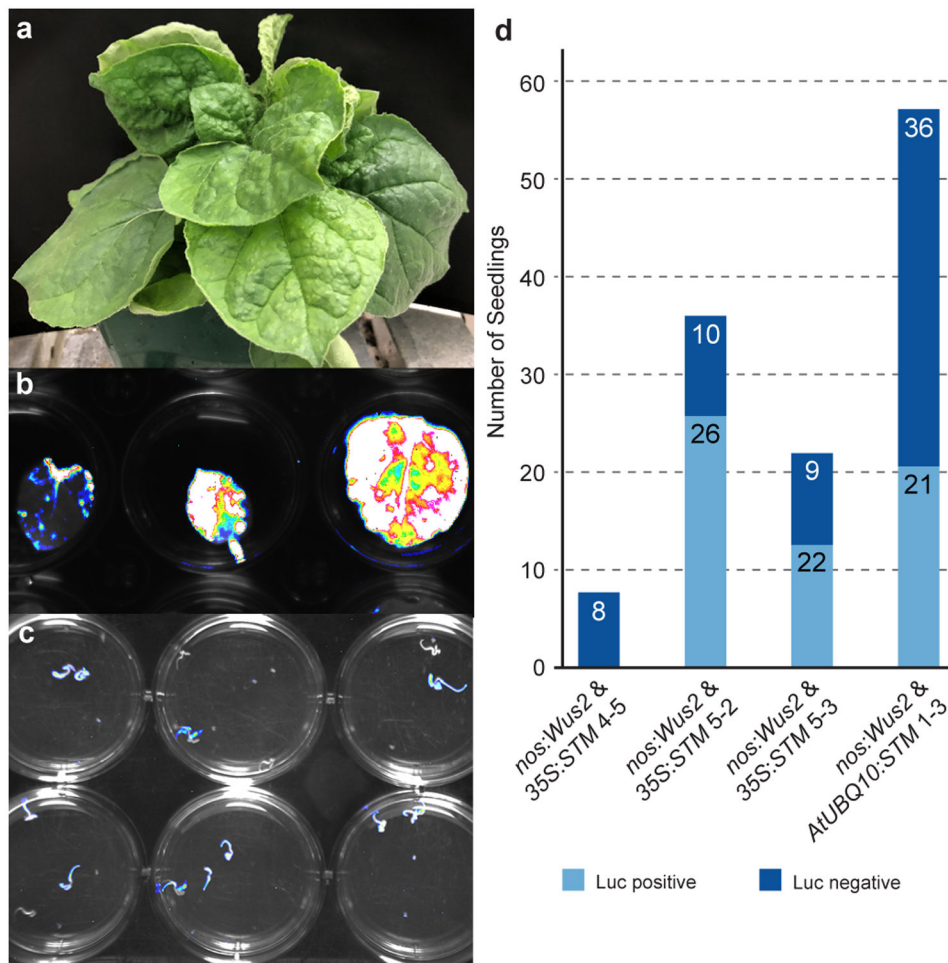 a
b
c
d
Number of Seedlings
60
50
40
30
20
10
0
8
10
26
9
22
36
21
nos:Wus2 &
35S:STM 4-5
nos:Wus2 &
35S:STM 5-2
nos:Wus2 &
35S:STM 5-3
nos:Wus2 &
AtUBQ10:STM 1-3
Luc positive
Luc negative